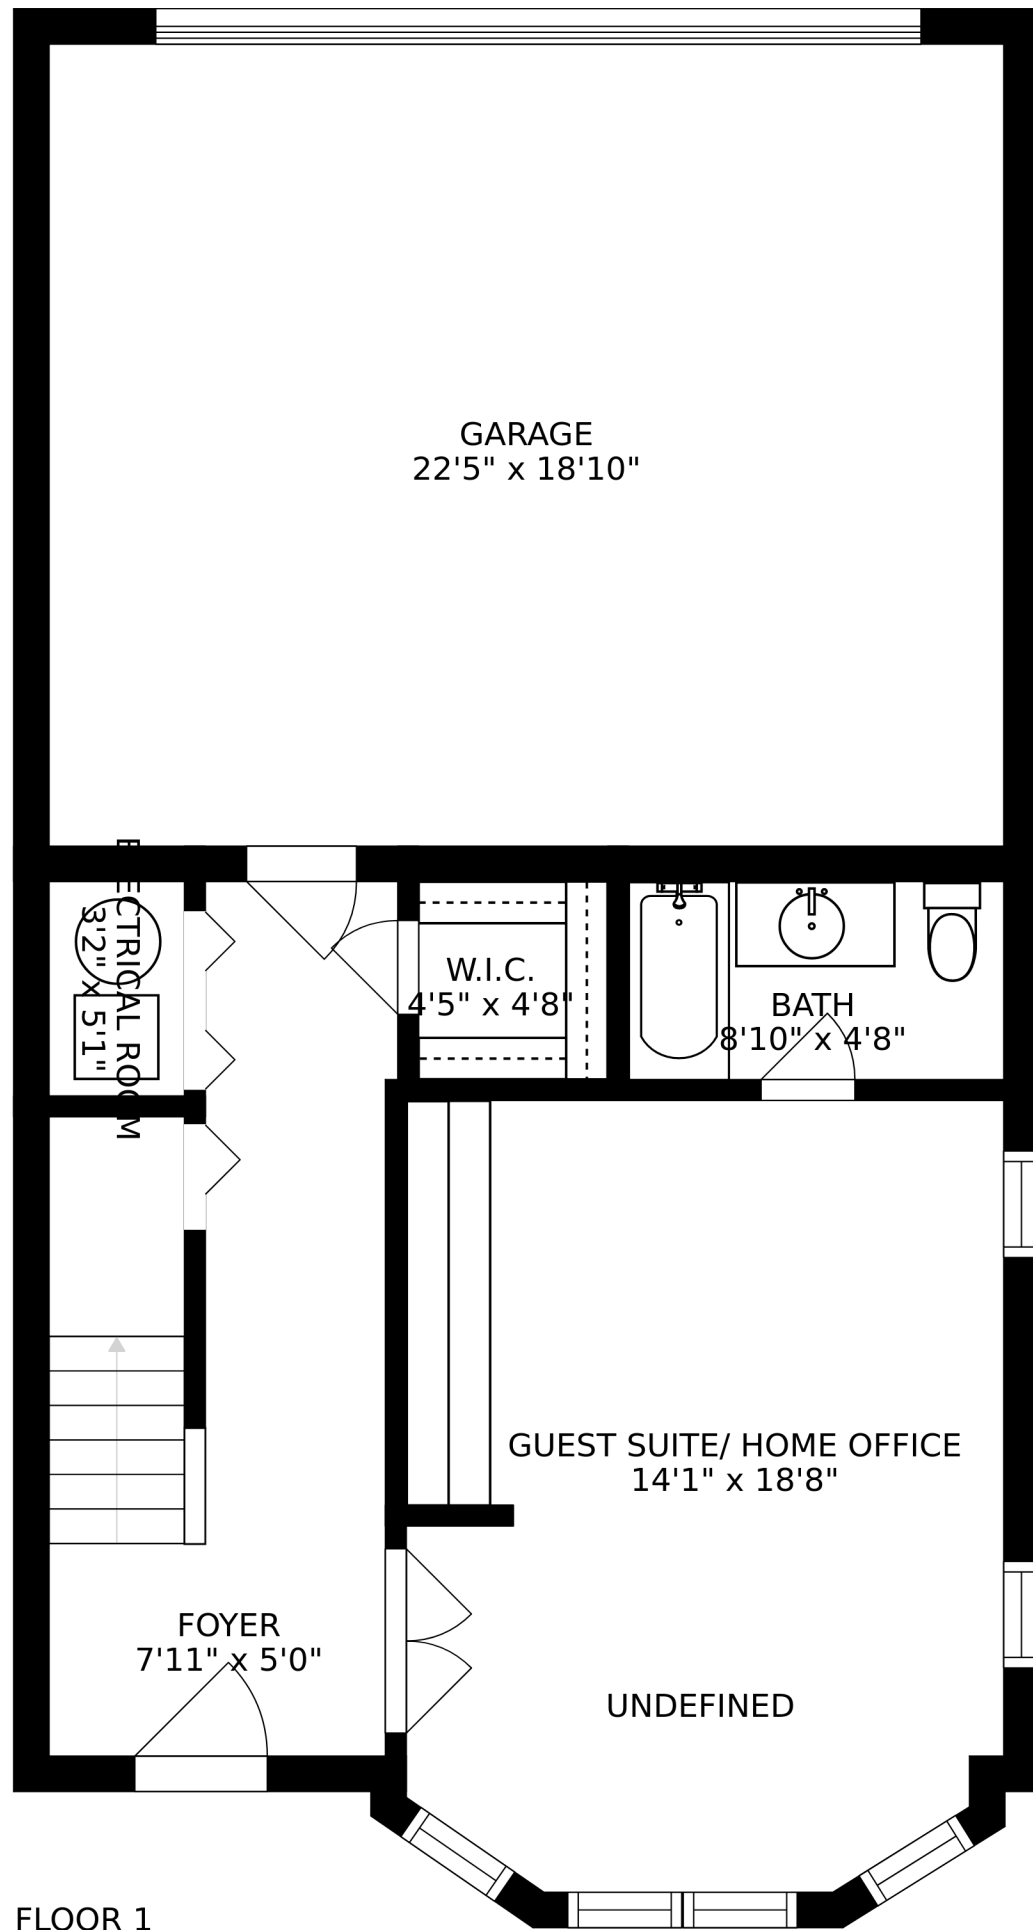 GARAGE
22'5" x 18'10"
ELECTRICAL ROOM
3'2" x 5'1"
W.I.C.
4'5" x 4'8"
BATH
8'10" x 4'8"
GUEST SUITE/ HOME OFFICE
14'1" x 18'8"
FOYER
7'11" x 5'0"
UNDEFINED
FLOOR 1